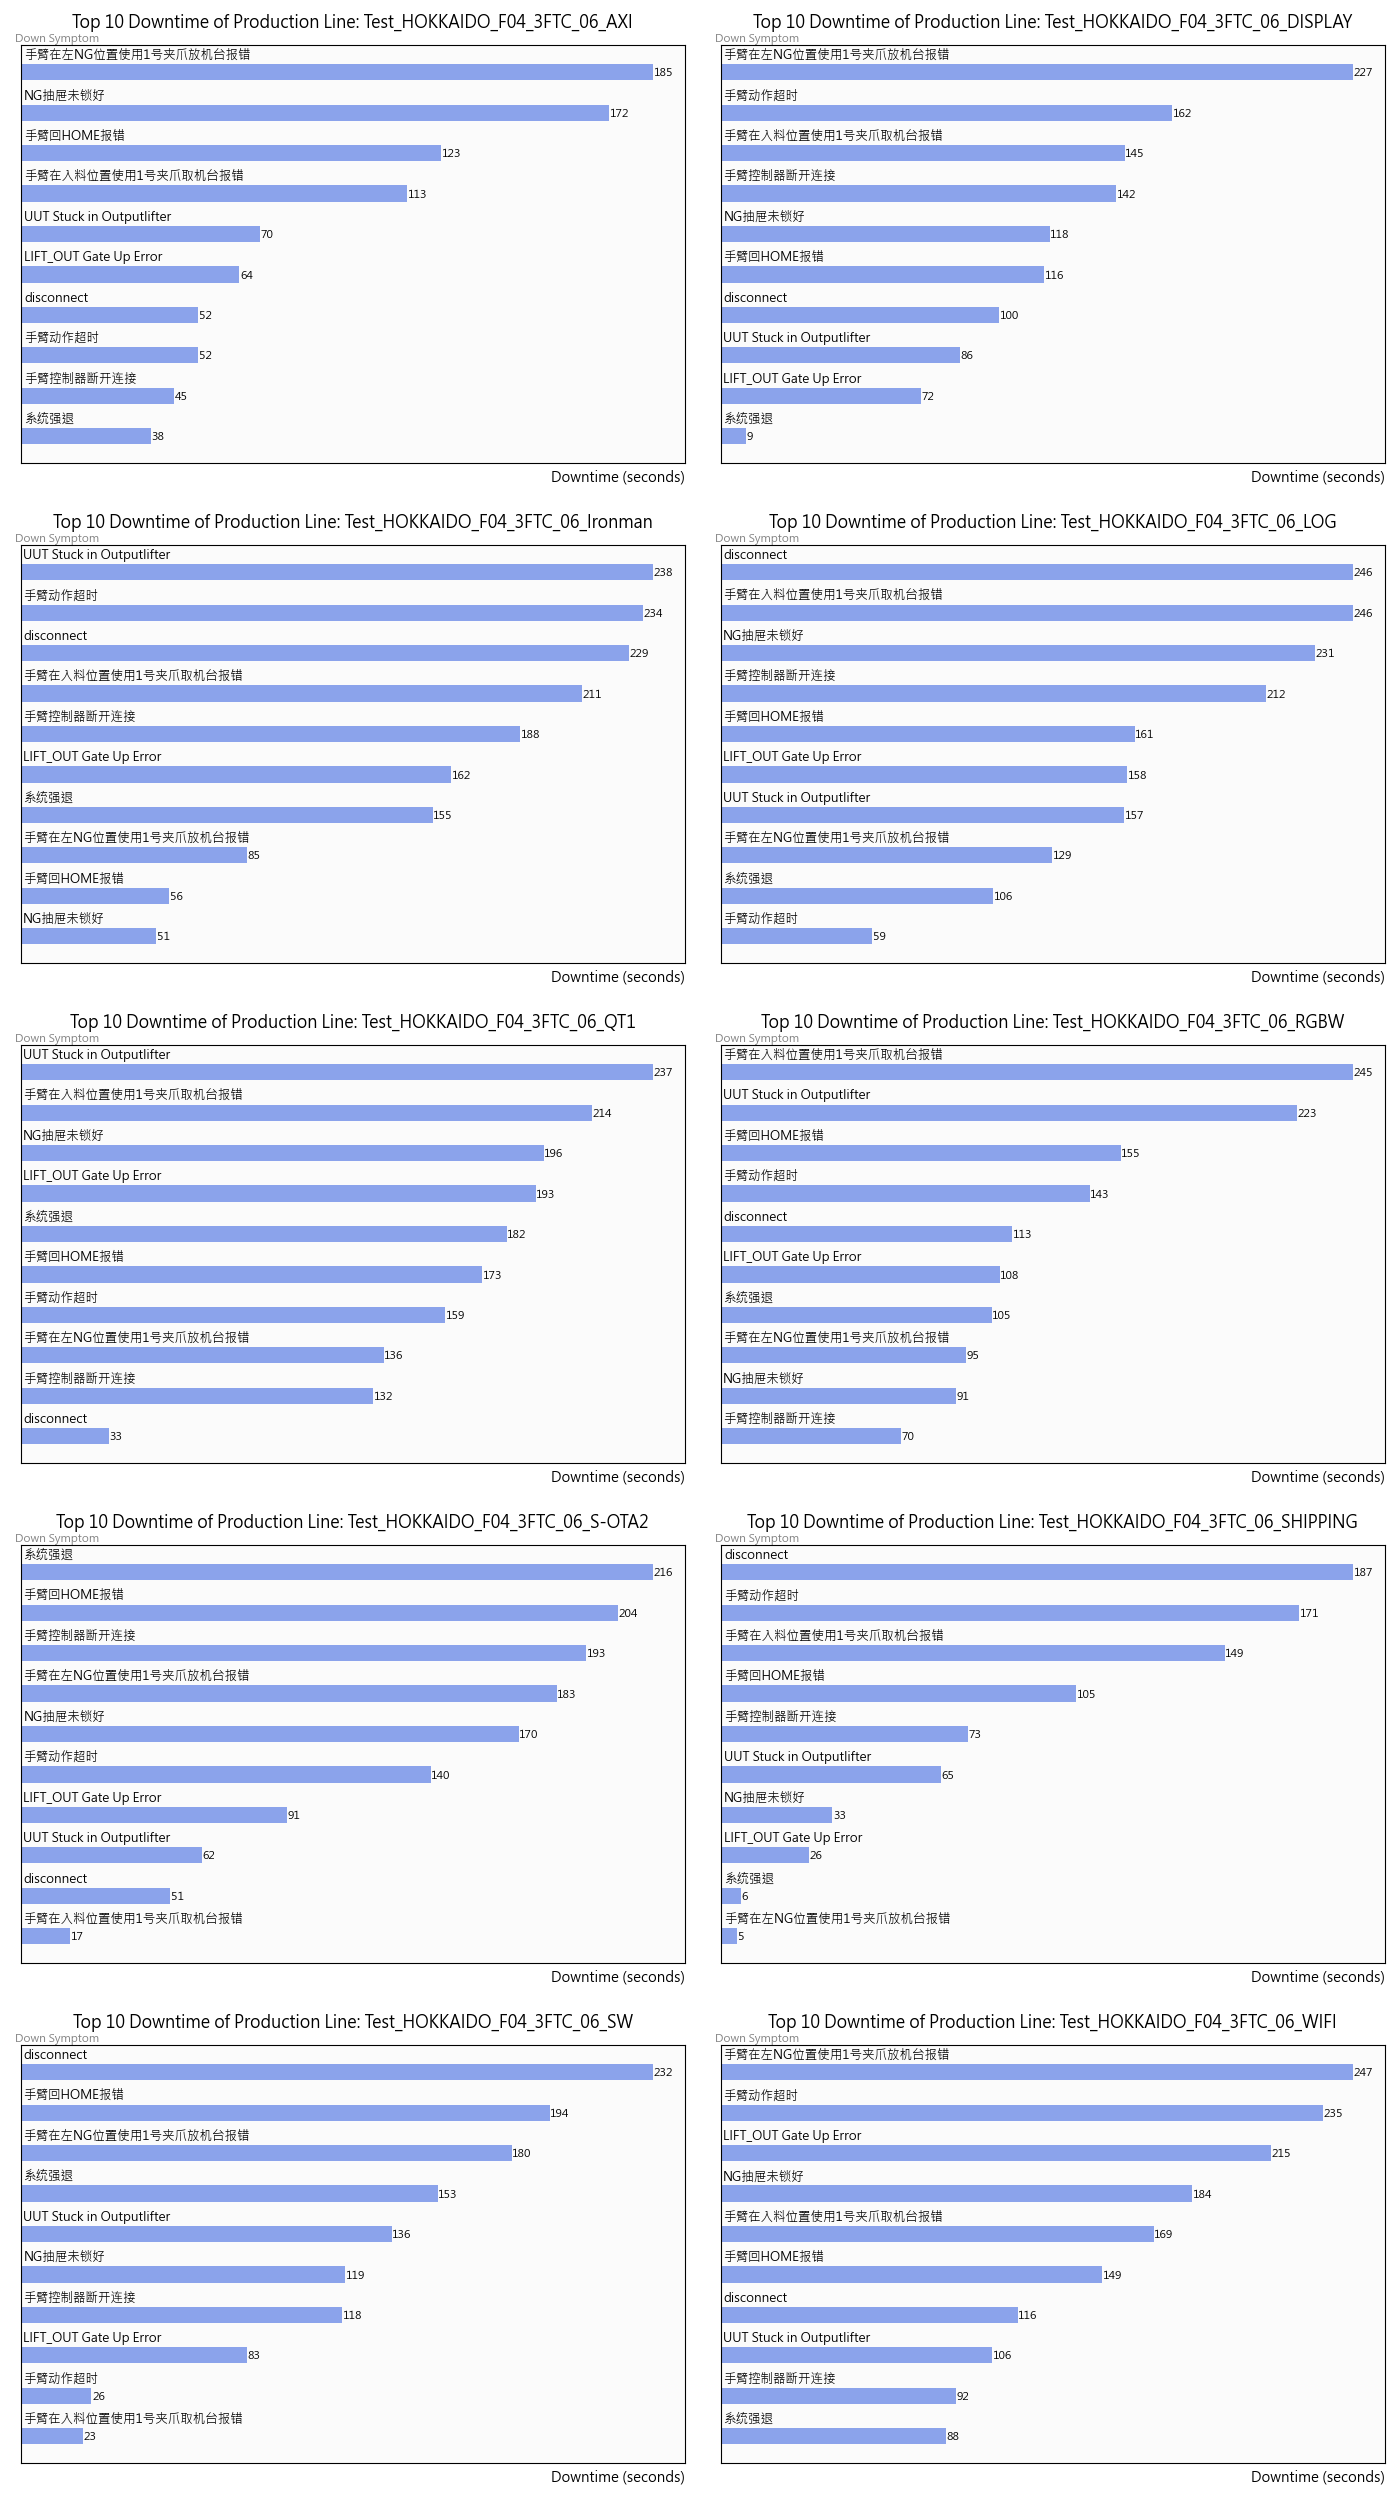 Top 10 Downtime of Production Line: Test_HOKKAIDO_F04_3FTC_06_AXI
Down Symptom
手臂在左NG位置使用1号夹爪放机台报错
185
NG抽屉未锁好
172
手臂回HOME报错
123
手臂在入料位置使用1号夹爪取机台报错
113
UUT Stuck in Outputlifter
70
LIFT_OUT Gate Up Error
64
disconnect
52
手臂动作超时
52
手臂控制器断开连接
45
系统强退
38
Downtime (seconds)
Top 10 Downtime of Production Line: Test_HOKKAIDO_F04_3FTC_06_DISPLAY
Down Symptom
手臂在左NG位置使用1号夹爪放机台报错
227
手臂动作超时
162
手臂在入料位置使用1号夹爪取机台报错
145
手臂控制器断开连接
142
NG抽屉未锁好
118
手臂回HOME报错
116
disconnect
100
UUT Stuck in Outputlifter
86
LIFT_OUT Gate Up Error
72
系统强退
9
Downtime (seconds)
Top 10 Downtime of Production Line: Test_HOKKAIDO_F04_3FTC_06_Ironman
Down Symptom
UUT Stuck in Outputlifter
238
手臂动作超时
234
disconnect
229
手臂在入料位置使用1号夹爪取机台报错
211
手臂控制器断开连接
188
LIFT_OUT Gate Up Error
162
系统强退
155
手臂在左NG位置使用1号夹爪放机台报错
85
手臂回HOME报错
56
NG抽屉未锁好
51
Downtime (seconds)
Top 10 Downtime of Production Line: Test_HOKKAIDO_F04_3FTC_06_LOG
Down Symptom
disconnect
246
手臂在入料位置使用1号夹爪取机台报错
246
NG抽屉未锁好
231
手臂控制器断开连接
212
手臂回HOME报错
161
LIFT_OUT Gate Up Error
158
UUT Stuck in Outputlifter
157
手臂在左NG位置使用1号夹爪放机台报错
129
系统强退
106
手臂动作超时
59
Downtime (seconds)
Top 10 Downtime of Production Line: Test_HOKKAIDO_F04_3FTC_06_QT1
Down Symptom
UUT Stuck in Outputlifter
237
手臂在入料位置使用1号夹爪取机台报错
214
NG抽屉未锁好
196
LIFT_OUT Gate Up Error
193
系统强退
182
手臂回HOME报错
173
手臂动作超时
159
手臂在左NG位置使用1号夹爪放机台报错
136
手臂控制器断开连接
132
disconnect
33
Downtime (seconds)
Top 10 Downtime of Production Line: Test_HOKKAIDO_F04_3FTC_06_RGBW
Down Symptom
手臂在入料位置使用1号夹爪取机台报错
245
UUT Stuck in Outputlifter
223
手臂回HOME报错
155
手臂动作超时
143
disconnect
113
LIFT_OUT Gate Up Error
108
系统强退
105
手臂在左NG位置使用1号夹爪放机台报错
95
NG抽屉未锁好
91
手臂控制器断开连接
70
Downtime (seconds)
Top 10 Downtime of Production Line: Test_HOKKAIDO_F04_3FTC_06_S-OTA2
Down Symptom
系统强退
216
手臂回HOME报错
204
手臂控制器断开连接
193
手臂在左NG位置使用1号夹爪放机台报错
183
NG抽屉未锁好
170
手臂动作超时
140
LIFT_OUT Gate Up Error
91
UUT Stuck in Outputlifter
62
disconnect
51
手臂在入料位置使用1号夹爪取机台报错
17
Downtime (seconds)
Top 10 Downtime of Production Line: Test_HOKKAIDO_F04_3FTC_06_SHIPPING
Down Symptom
disconnect
187
手臂动作超时
171
手臂在入料位置使用1号夹爪取机台报错
149
手臂回HOME报错
105
手臂控制器断开连接
73
UUT Stuck in Outputlifter
65
NG抽屉未锁好
33
LIFT_OUT Gate Up Error
26
系统强退
6
手臂在左NG位置使用1号夹爪放机台报错
5
Downtime (seconds)
Top 10 Downtime of Production Line: Test_HOKKAIDO_F04_3FTC_06_SW
Down Symptom
disconnect
232
手臂回HOME报错
194
手臂在左NG位置使用1号夹爪放机台报错
180
系统强退
153
UUT Stuck in Outputlifter
136
NG抽屉未锁好
119
手臂控制器断开连接
118
LIFT_OUT Gate Up Error
83
手臂动作超时
26
手臂在入料位置使用1号夹爪取机台报错
23
Downtime (seconds)
Top 10 Downtime of Production Line: Test_HOKKAIDO_F04_3FTC_06_WIFI
Down Symptom
手臂在左NG位置使用1号夹爪放机台报错
247
手臂动作超时
235
LIFT_OUT Gate Up Error
215
NG抽屉未锁好
184
手臂在入料位置使用1号夹爪取机台报错
169
手臂回HOME报错
149
disconnect
116
UUT Stuck in Outputlifter
106
手臂控制器断开连接
92
系统强退
88
Downtime (seconds)